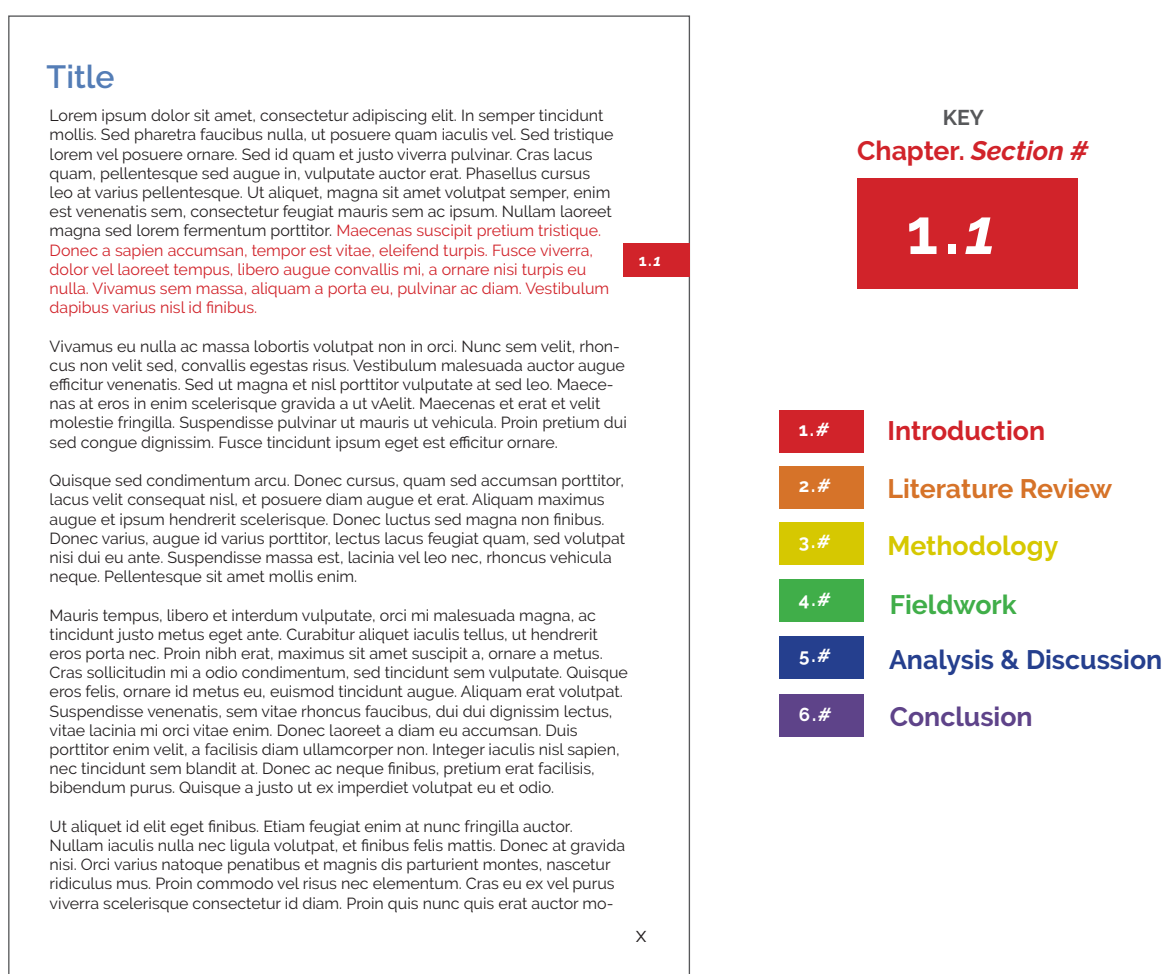 Title
Lorem ipsum dolor sit amet, consectetur adipiscing elit. In semper tincidunt
mollis. Sed pharetra faucibus nulla, ut posuere quam iaculis vel. Sed tristique
lorem vel posuere ornare. Sed id quam et justo viverra pulvinar. Cras lacus
quam, pellentesque sed augue in, vulputate auctor erat. Phasellus cursus
leo at varius pellentesque. Ut aliquet, magna sit amet volutpat semper, enim
est venenatis sem, consectetur feugiat mauris sem ac ipsum. Nullam laoreet
magna sed lorem fermentum porttitor. Maecenas suscipit pretium tristique.
Donec a sapien accumsan, tempor est vitae, eleifend turpis. Fusce viverra,
dolor vel laoreet tempus, libero augue convallis mi, a ornare nisi turpis eu
nulla. Vivamus sem massa, aliquam a porta eu, pulvinar ac diam. Vestibulum
dapibus varius nisl id finibus.
1.1
Vivamus eu nulla ac massa lobortis volutpat non in orci. Nunc sem velit, rhon-
cus non velit sed, convallis egestas risus. Vestibulum malesuada auctor augue
efficitur venenatis. Sed ut magna et nisl porttitor vulputate at sed leo. Maece-
nas at eros in enim scelerisque gravida a ut vAelit. Maecenas et erat et velit
molestie fringilla. Suspendisse pulvinar ut mauris ut vehicula. Proin pretium dui
sed congue dignissim. Fusce tincidunt ipsum eget est efficitur ornare.
Quisque sed condimentum arcu. Donec cursus, quam sed accumsan porttitor,
lacus velit consequat nisl, et posuere diam augue et erat. Aliquam maximus
augue et ipsum hendrerit scelerisque. Donec luctus sed magna non finibus.
Donec varius, augue id varius porttitor, lectus lacus feugiat quam, sed volutpat
nisi dui eu ante. Suspendisse massa est, lacinia vel leo nec, rhoncus vehicula
neque. Pellentesque sit amet mollis enim.
Mauris tempus, libero et interdum vulputate, orci mi malesuada magna, ac
tincidunt justo metus eget ante. Curabitur aliquet iaculis tellus, ut hendrerit
eros porta nec. Proin nibh erat, maximus sit amet suscipit a, ornare a metus.
Cras sollicitudin mi a odio condimentum, sed tincidunt sem vulputate. Quisque
eros felis, ornare id metus eu, euismod tincidunt augue. Aliquam erat volutpat.
Suspendisse venenatis, sem vitae rhoncus faucibus, dui dui dignissim lectus,
vitae lacinia mi orci vitae enim. Donec laoreet a diam eu accumsan. Duis
porttitor enim velit, a facilisis diam ullamcorper non. Integer iaculis nisl sapien,
nec tincidunt sem blandit at. Donec ac neque finibus, pretium erat facilisis,
bibendum purus. Quisque a justo ut ex imperdiet volutpat eu et odio.
Ut aliquet id elit eget finibus. Etiam feugiat enim at nunc fringilla auctor.
Nullam iaculis nulla nec ligula volutpat, et finibus felis mattis. Donec at gravida
nisi. Orci varius natoque penatibus et magnis dis parturient montes, nascetur
ridiculus mus. Proin commodo vel risus nec elementum. Cras eu ex vel purus
viverra scelerisque consectetur id diam. Proin quis nunc quis erat auctor mo-
X
KEY
Chapter. Section #
1.1
1.# Introduction
2.# Literature Review
3.# Methodology
4.# Fieldwork
5.# Analysis & Discussion
6.# Conclusion